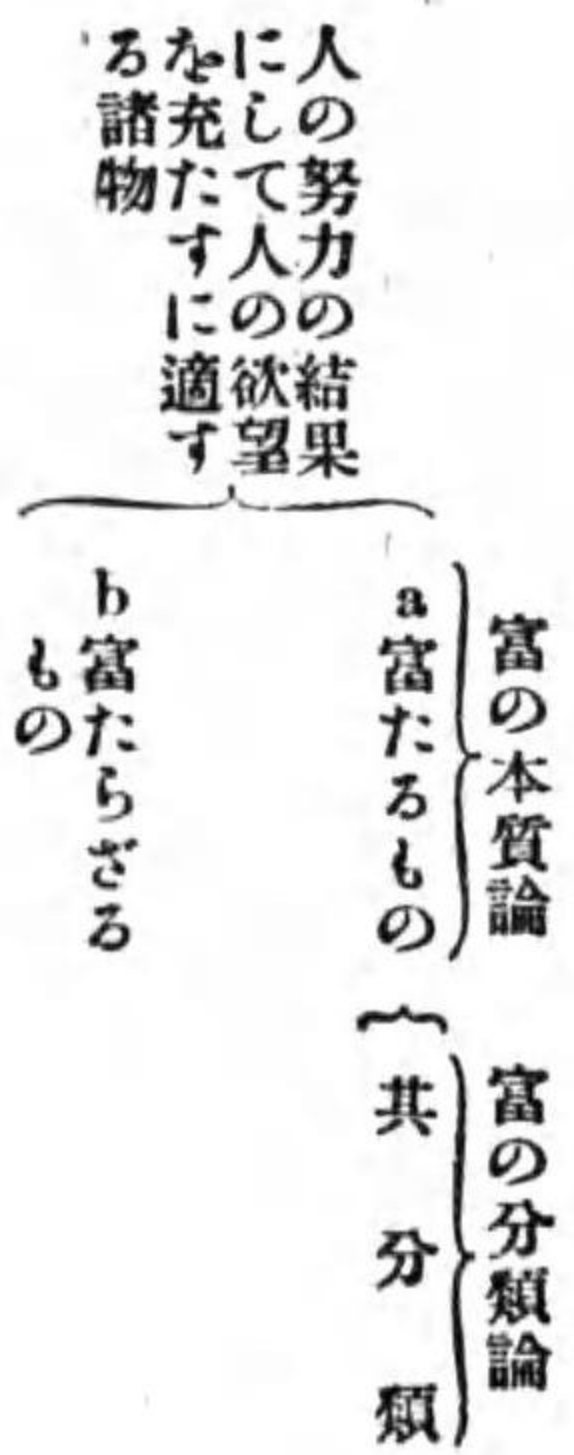 富の本質論
富の分類論
人の努力の結果
にして人の欲望
を充たすに適す
る諸物
a富たるもの
共分類
b富たらざる
もの